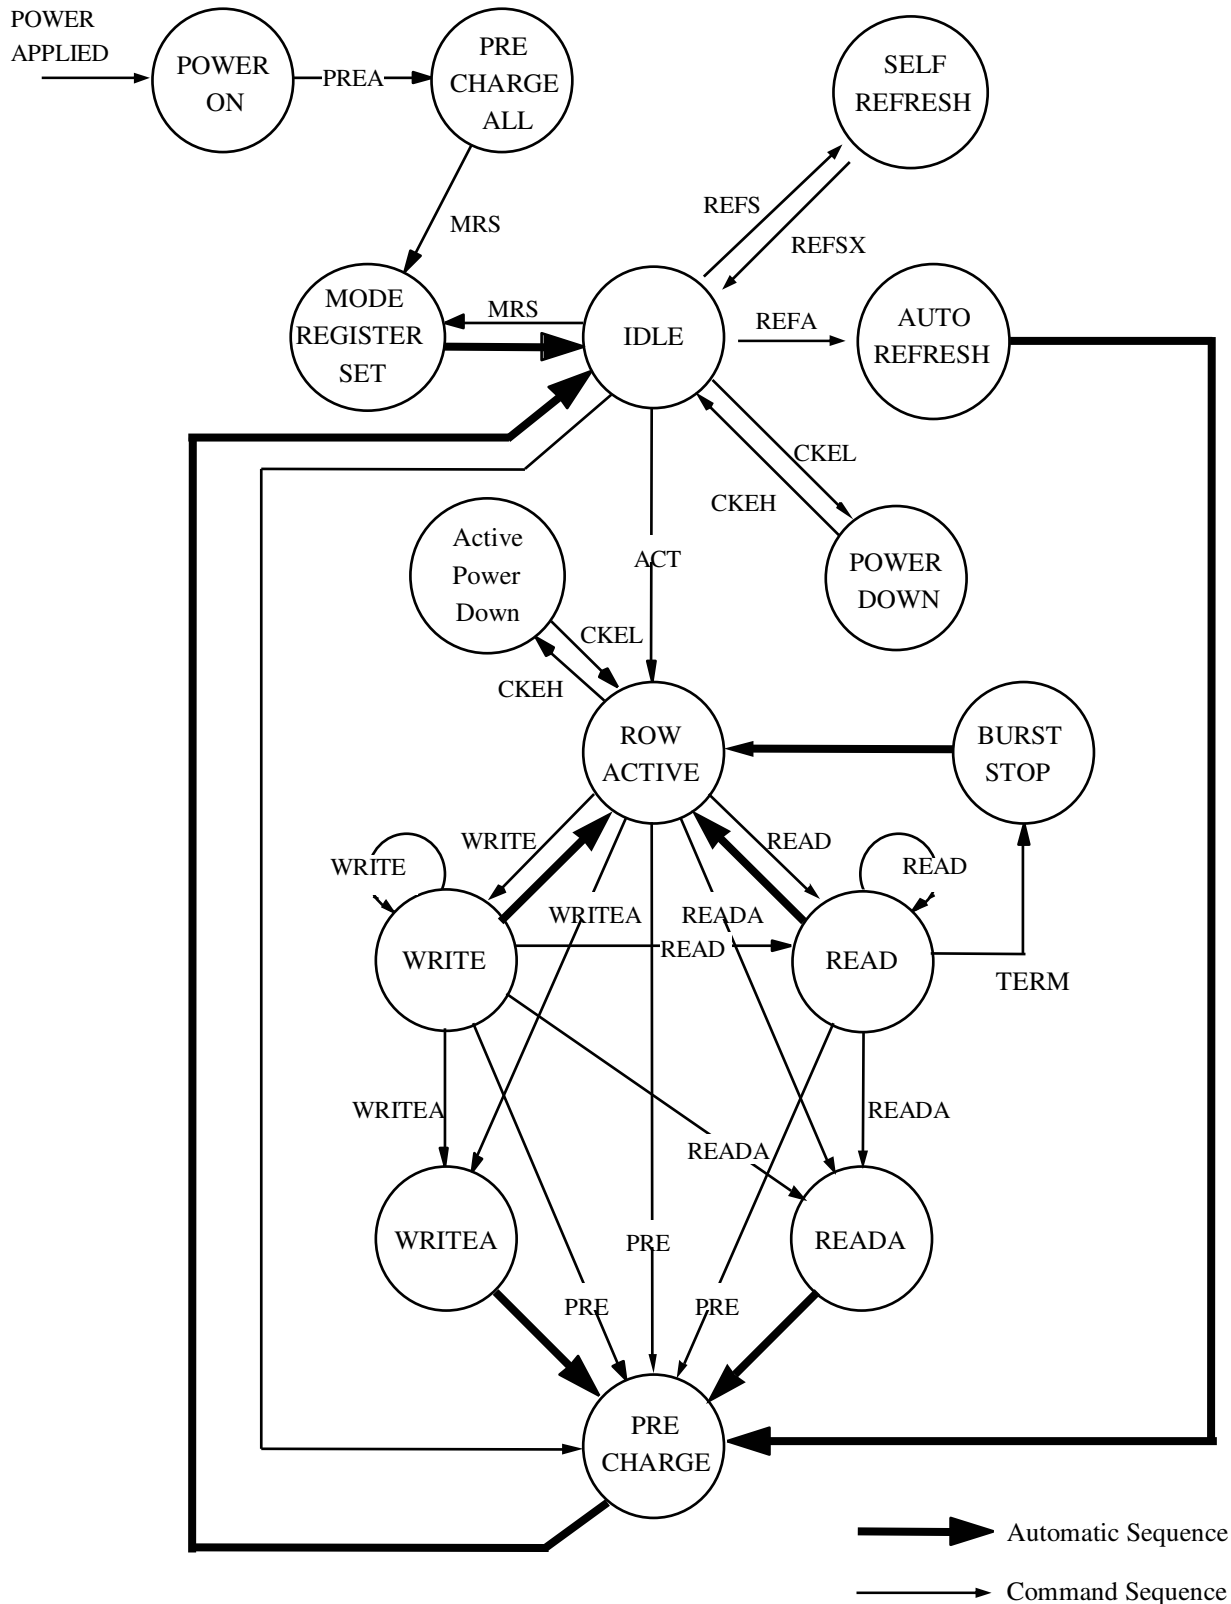 POWER
APPLIED
POWER
ON
PREA
PRE
CHARGE
ALL
SELF
REFRESH
MRS
REFS
REFSX
MODE
REGISTER
SET
MRS
IDLE
REFA
AUTO
REFRESH
CKEL
CKEH
Active
Power
Down
ACT
POWER
DOWN
CKEL
CKEH
ROW
ACTIVE
BURST
STOP
WRITE
WRITE
READ
READ
WRITEA
READA
WRITE
READ
READ
TERM
WRITEA
READA
READA
WRITEA
PRE
READA
PRE
PRE
PRE
CHARGE
Automatic Sequence
Command Sequence